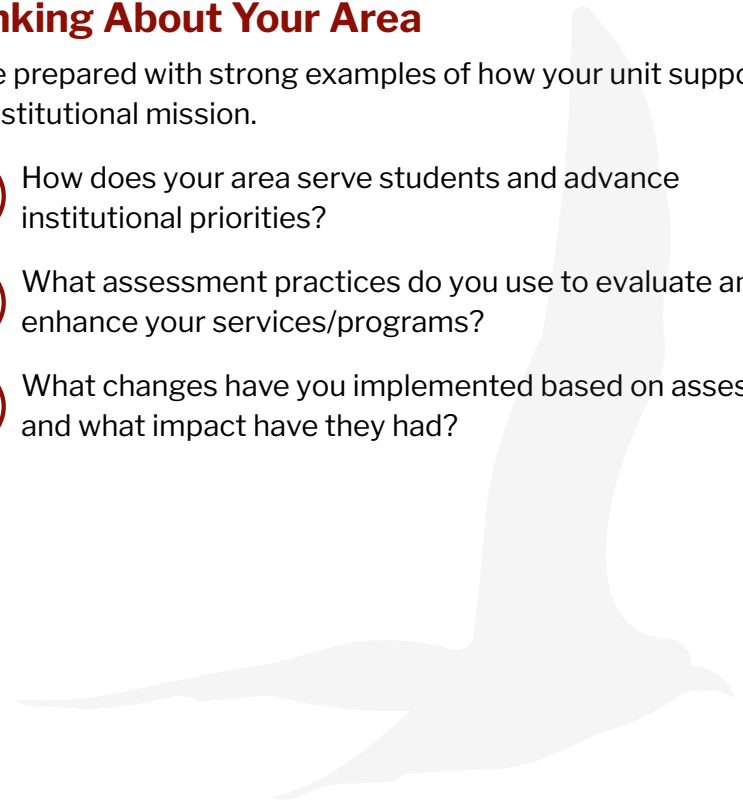 nking About Your Area
e prepared with strong examples of how your unit suppo
stitutional mission.
How does your area serve students and advance
institutional priorities?
What assessment practices do you use to evaluate an
enhance your services/programs?
What changes have you implemented based on asses
and what impact have they had?